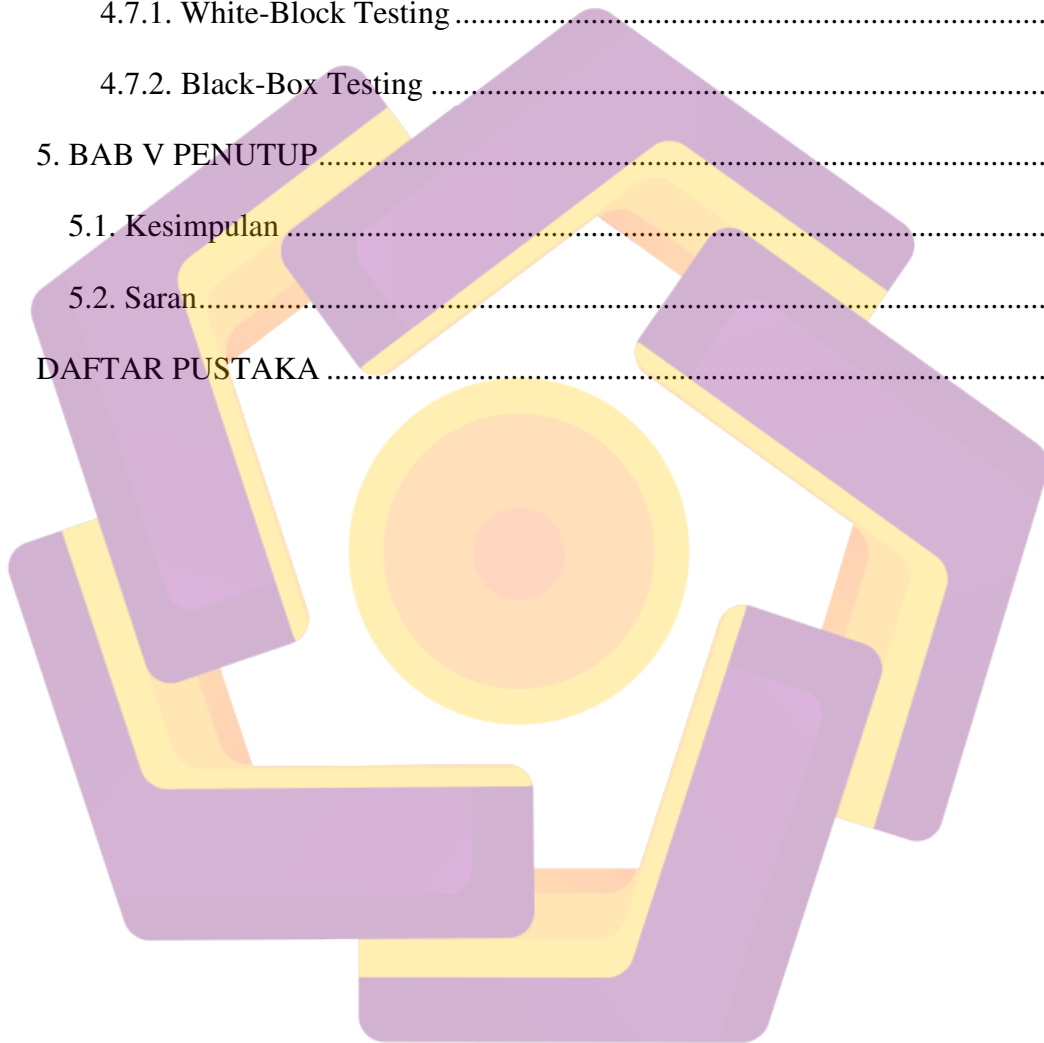 4.7.1. White-Block Testing ...........................................................................
4.7.2. Black-Box Testing ..............................................................................
5. BAB V PENUTUP...........................................................................................
5.1. Kesimpulan ...............................................................................................
5.2. Saran..........................................................................................................
DAFTAR PUSTAKA ..........................................................................................